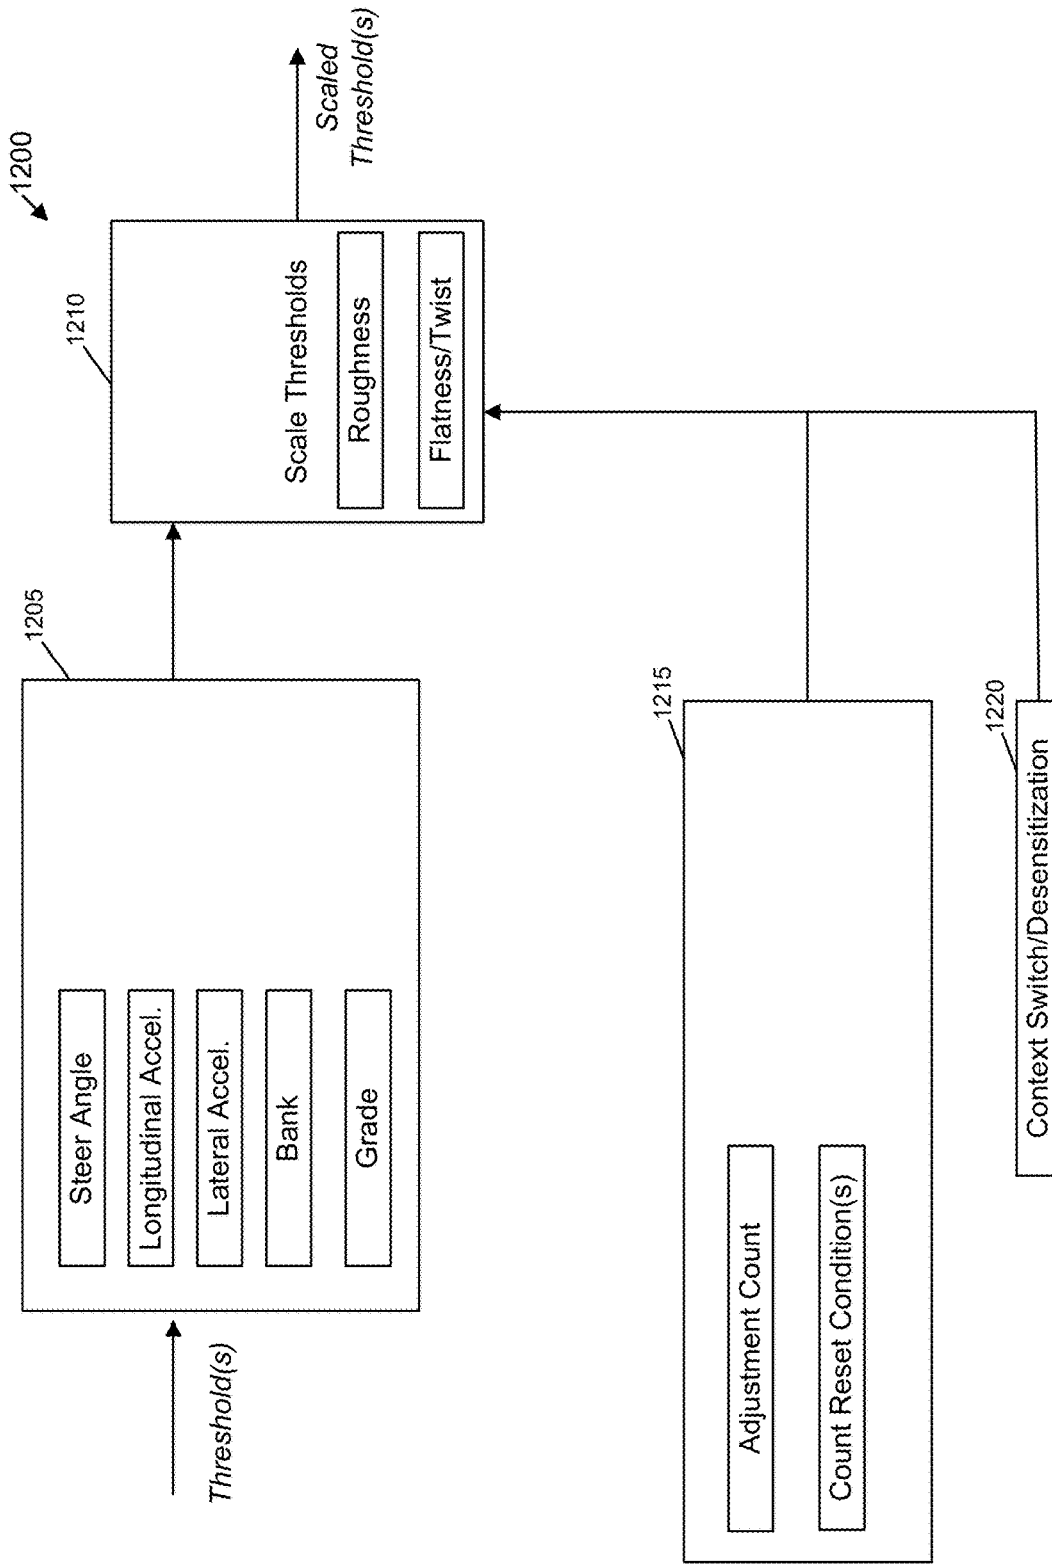 1200
Threshold(s)
1205
Steer Angle
Longitudinal Accel.
Lateral Accel.
Bank
Grade
1210
Scale Thresholds
Roughness
Flatness/Twist
Scaled
Threshold(s)
1215
Adjustment Count
Count Reset Condition(s)
1220
Context Switch/Desensitization